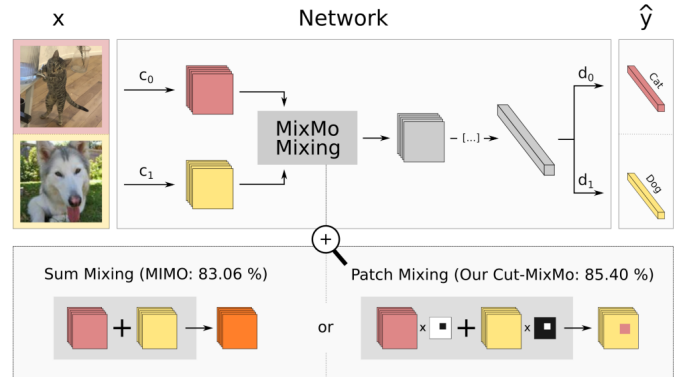 x
Network
ŷ
c₀
c₁
MixMo
Mixing
[...]
d₀
d₁
Cat
Dog
+
Sum Mixing (MIMO: 83.06 %)
Patch Mixing (Our Cut-MixMo: 85.40 %)
+
or
x
+
x